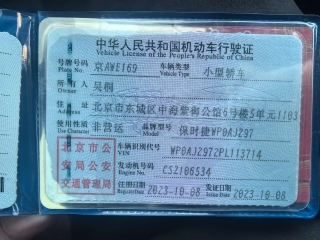 中华人民共和国机动车行驶证
Vehicle License of the People's Republic of China
号牌号码 京AWE169 车辆类型 小型轿车
Plate No. Vehicle Type
所有人 吴桐
Owner
住址 北京市东城区中海紫御公馆6号楼5单元1103
Address
使用性质 非营运 品牌型号 保时捷WP0AJ297
Use Character Model
北京市公 车辆识别代号 WP0AJ2972PL113714
VIN
安局公安 发动机号码 CSZ106534
Engine No.
交通管理局 注册日期 2023-10-08 发证日期 2023-10-08
Register Date Issue Date